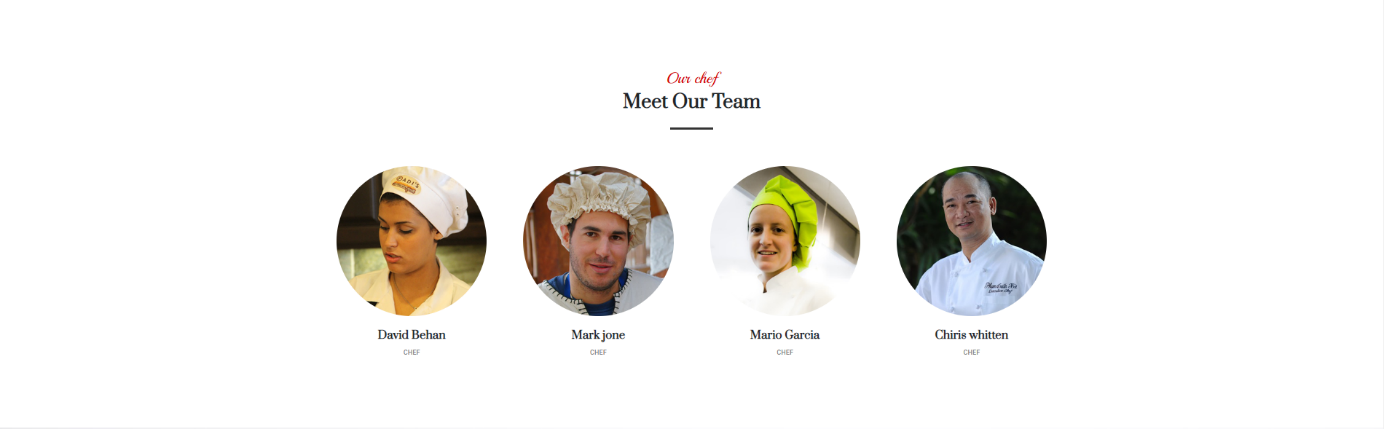 Our chef
Meet Our Team
David Behan
CHEF
Mark jone
CHEF
Mario Garcia
CHEF
Chiris whitten
CHEF